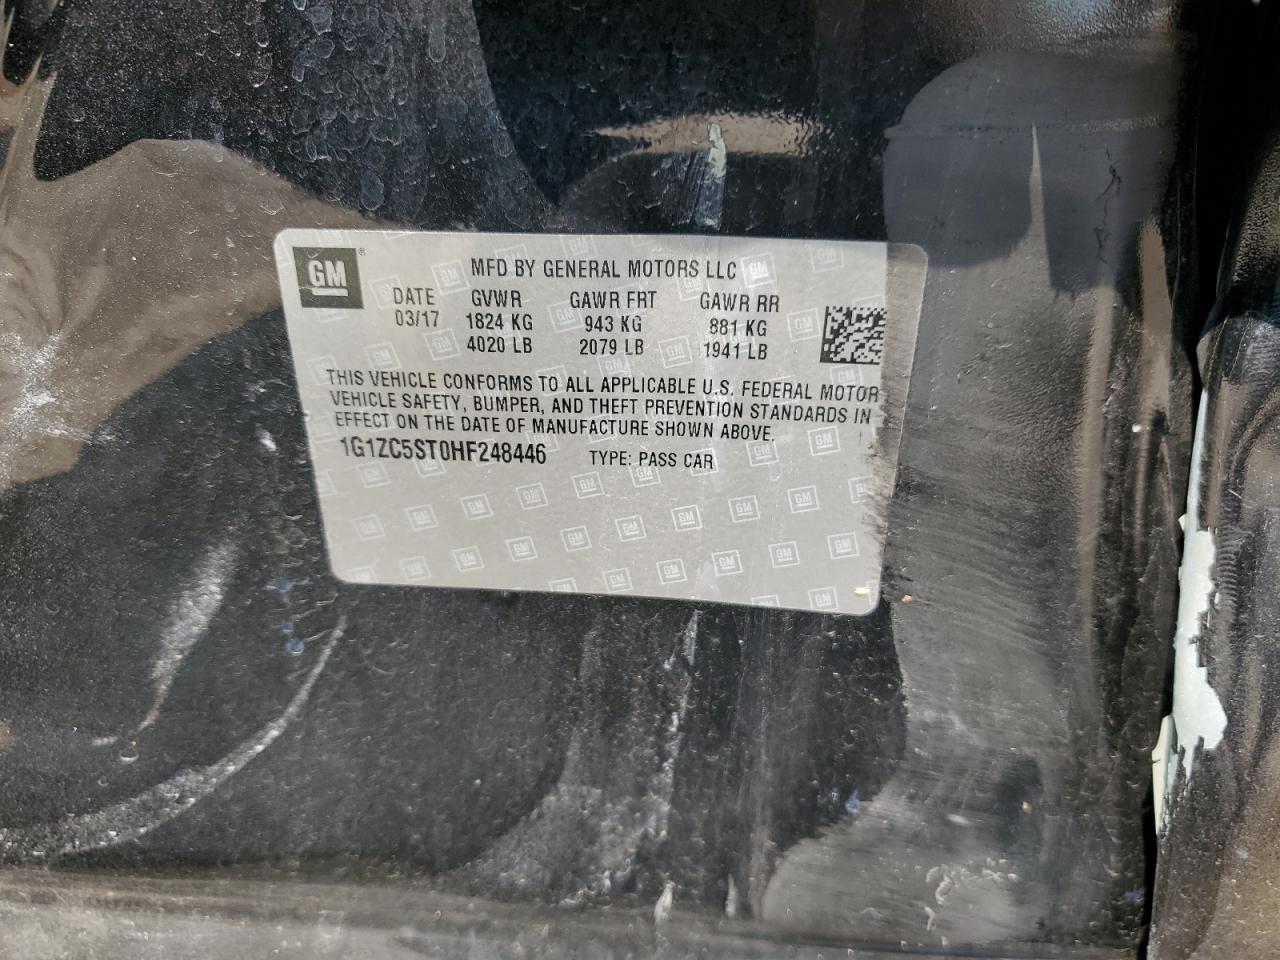 GM®
MFD BY GENERAL MOTORS LLC
DATE GVWR GAWR FRT GAWR RR
03/17 1824 KG 943 KG 881 KG
4020 LB 2079 LB 1941 LB
THIS VEHICLE CONFORMS TO ALL APPLICABLE U.S. FEDERAL MOTOR
VEHICLE SAFETY, BUMPER, AND THEFT PREVENTION STANDARDS IN
EFFECT ON THE DATE OF MANUFACTURE SHOWN ABOVE.
1G1ZC5ST0HF248446 TYPE: PASS CAR